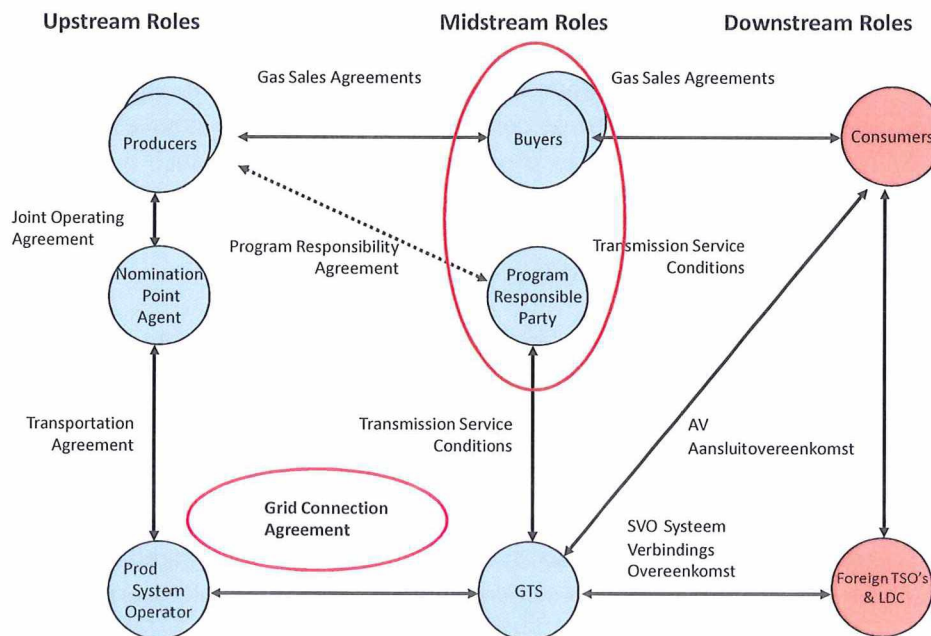 Upstream Roles
Midstream Roles
Downstream Roles
Gas Sales Agreements
Gas Sales Agreements
Producers
Buyers
Consumers
Joint Operating
Agreement
Program Responsibility
Agreement
Transmission Service
Conditions
Nomination
Point
Agent
Program
Responsible
Party
Transportation
Agreement
Transmission Service
Conditions
AV
Aansluitovereenkomst
Grid Connection
Agreement
SVO Systeem
Verbindings
Overeenkomst
Prod
System
Operator
GTS
Foreign TSO's
& LDC